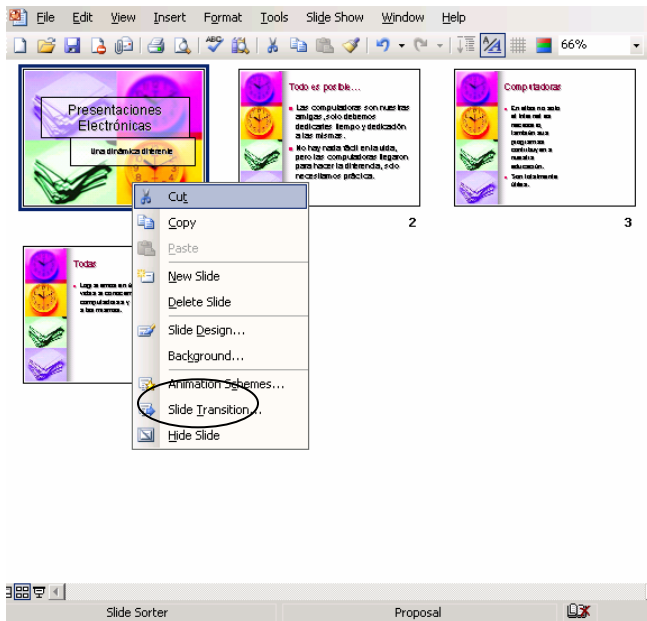 File Edit View Insert Format Tools Slide Show Window Help
66%
Presentaciones
Electrónicas
Una dinámica diferente
Todo es posible...
Las computadoras son nuestras
amigas, solo debemos
dedicarles tiempo y dedicación
a las mismas.
No hay nada fácil en la vida,
pero las computadoras llegaron
para hacer la diferencia, solo
necesitamos práctica.
2
Computadoras
En ellas no solo
el Internet es
necesario,
también sus
programas
contribuyen a
nuestra
educación.
Son totalmente
útiles.
3
Todas
computadoras y
a las mismas.
Cut
Copy
Paste
New Slide
Delete Slide
Slide Design...
Background...
Animation Schemes...
Slide Transition...
Hide Slide
Slide Sorter
Proposal